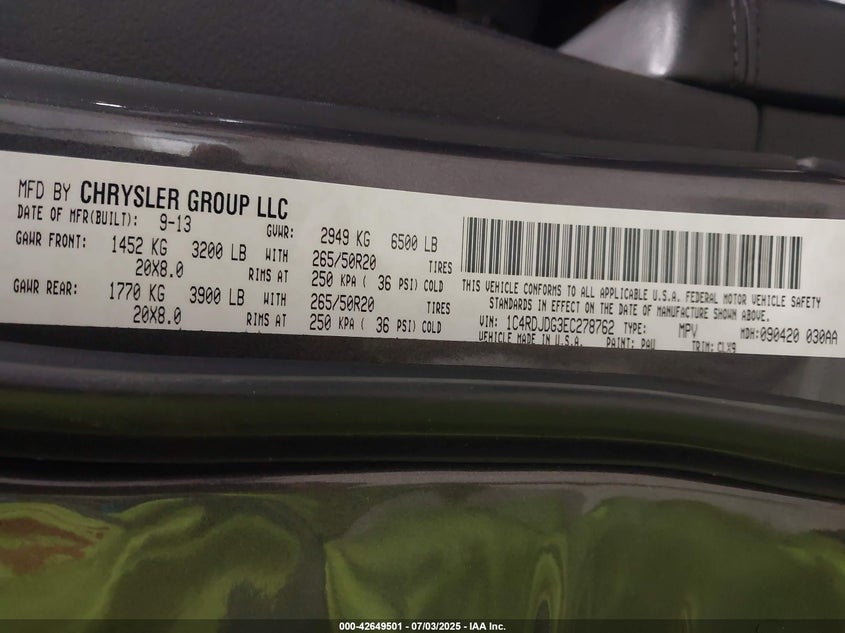 MFD BY CHRYSLER GROUP LLC
DATE OF MFR(BUILT): 9-13 GVWR: 2949 KG 6500 LB
GAWR FRONT: 1452 KG 3200 LB WITH 265/50R20 TIRES
20X8.0 RIMS AT 250 KPA ( 36 PSI) COLD
GAWR REAR: 1770 KG 3900 LB WITH 265/50R20 TIRES
20X8.0 RIMS AT 250 KPA ( 36 PSI) COLD
THIS VEHICLE CONFORMS TO ALL APPLICABLE U.S.A. FEDERAL MOTOR VEHICLE SAFETY
STANDARDS IN EFFECT ON THE DATE OF MANUFACTURE SHOWN ABOVE.
VIN: 1C4RDJDG3EC278762 TYPE: MPV MDH:090420 030AA
VEHICLE MADE IN U.S.A. PAINT: PAU TRIM: CLX9
000-42649501 - 07/03/2025 - IAA Inc.